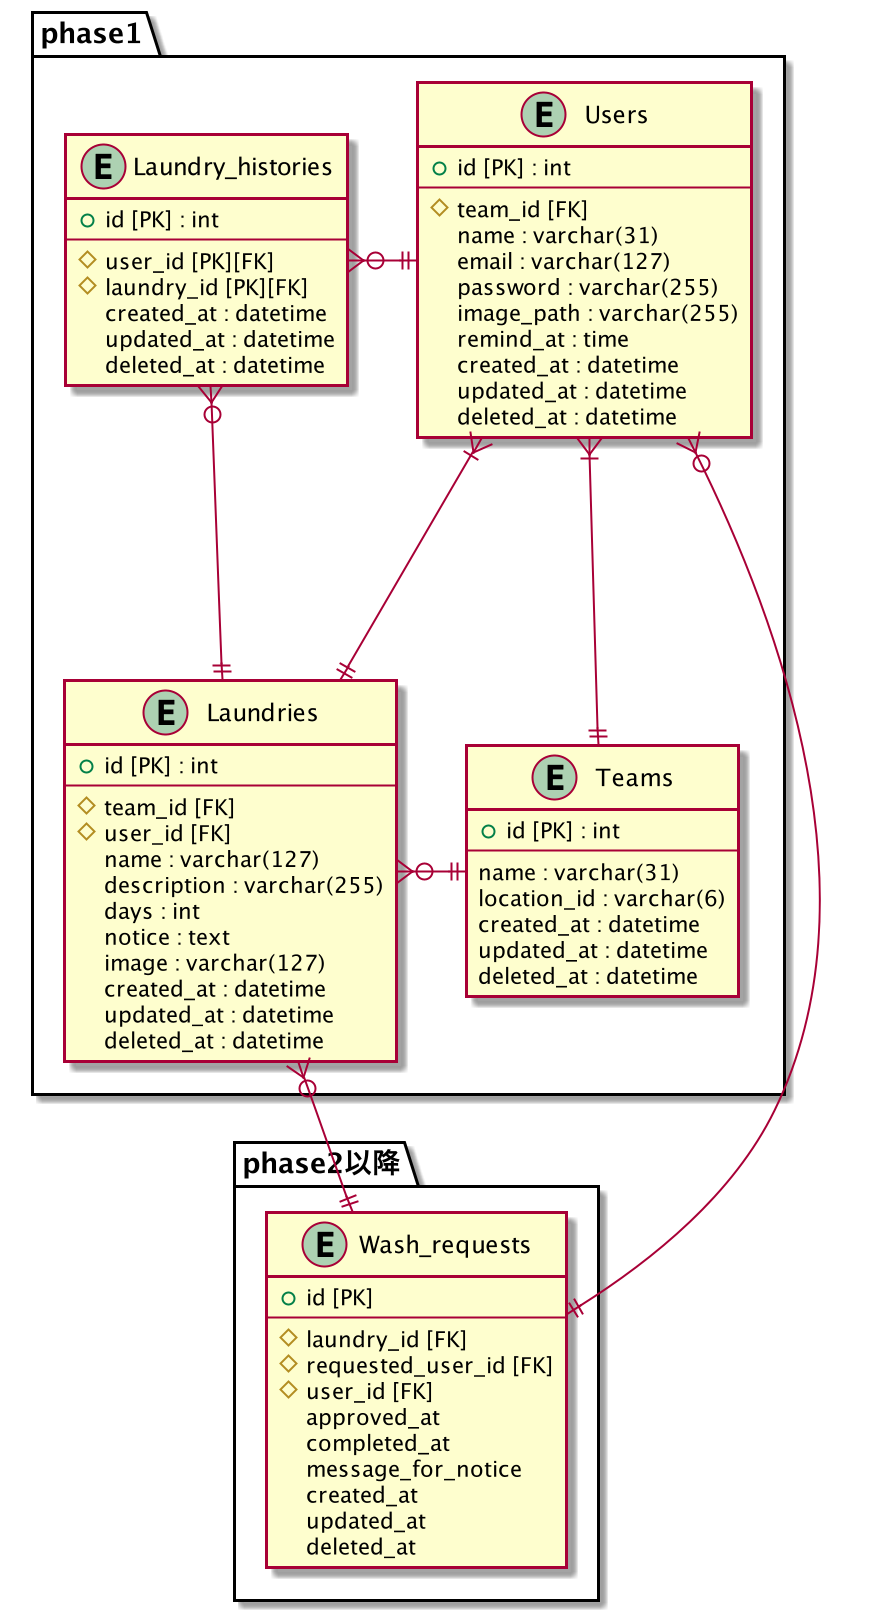 phase1
E Laundry_histories
id [PK] : int
user_id [PK][FK]
laundry_id [PK][FK]
created_at : datetime
updated_at : datetime
deleted_at : datetime
E Users
id [PK] : int
team_id [FK]
name : varchar(31)
email : varchar(127)
password : varchar(255)
image_path : varchar(255)
remind_at : time
created_at : datetime
updated_at : datetime
deleted_at : datetime
E Laundries
id [PK] : int
team_id [FK]
user_id [FK]
name : varchar(127)
description : varchar(255)
days : int
notice : text
image : varchar(127)
created_at : datetime
updated_at : datetime
deleted_at : datetime
E Teams
id [PK] : int
name : varchar(31)
location_id : varchar(6)
created_at : datetime
updated_at : datetime
deleted_at : datetime
phase2以降
E Wash_requests
id [PK]
laundry_id [FK]
requested_user_id [FK]
user_id [FK]
approved_at
completed_at
message_for_notice
created_at
updated_at
deleted_at